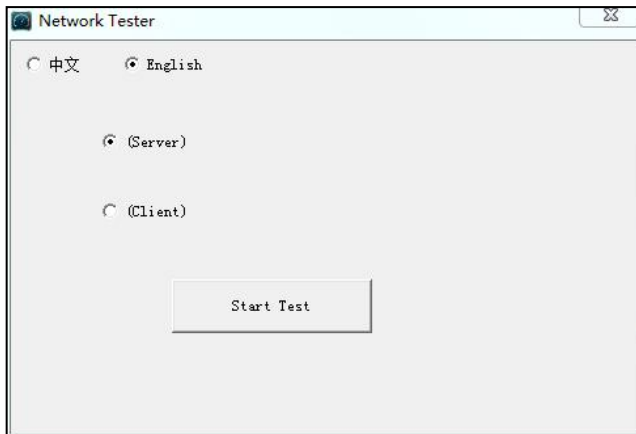 Network Tester
中文 English
(Server)
(Client)
Start Test